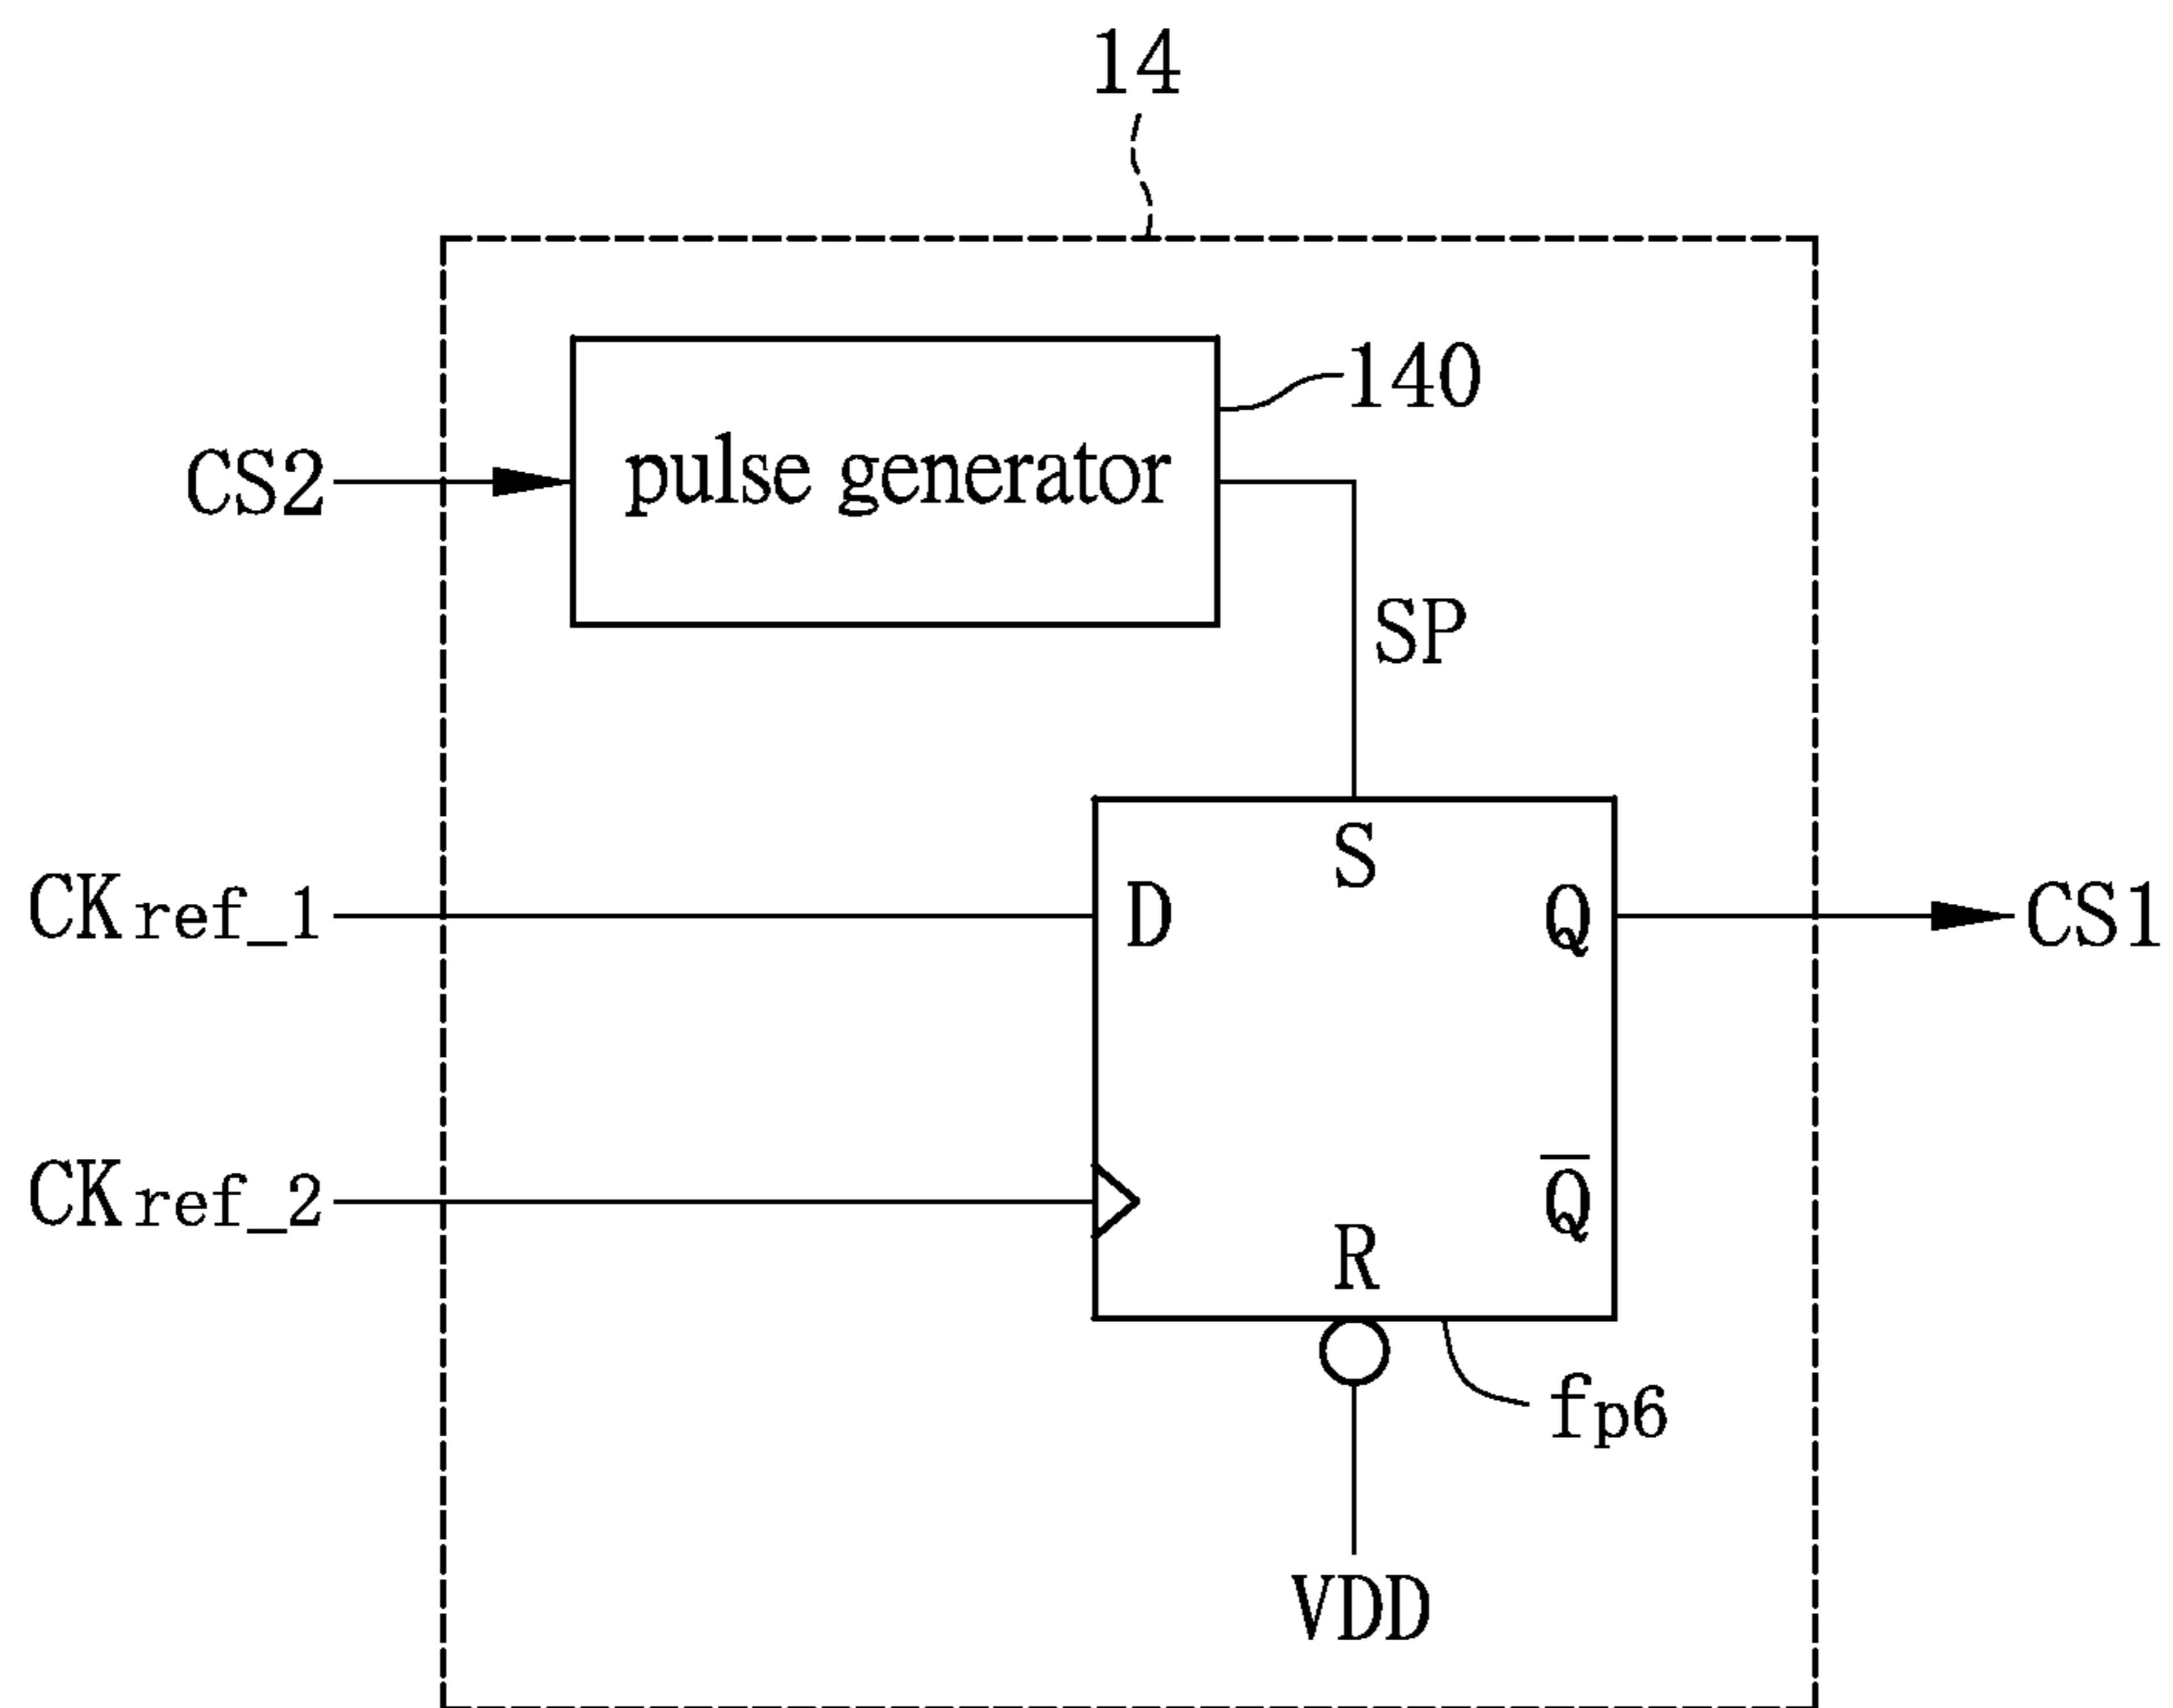 14
140
CS2
pulse generator
SP
S
CKref_1
D
Q
CS1
CKref_2
Q̅
R
fp6
VDD